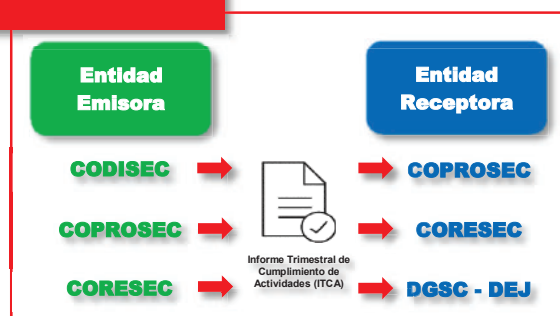 Entidad
Emisora
Entidad
Receptora
CODISEC
COPROSEC
COPROSEC
CORESEC
Informe Trimestral de
Cumplimiento de
Actividades (ITCA)
CORESEC
DGSC - DEJ